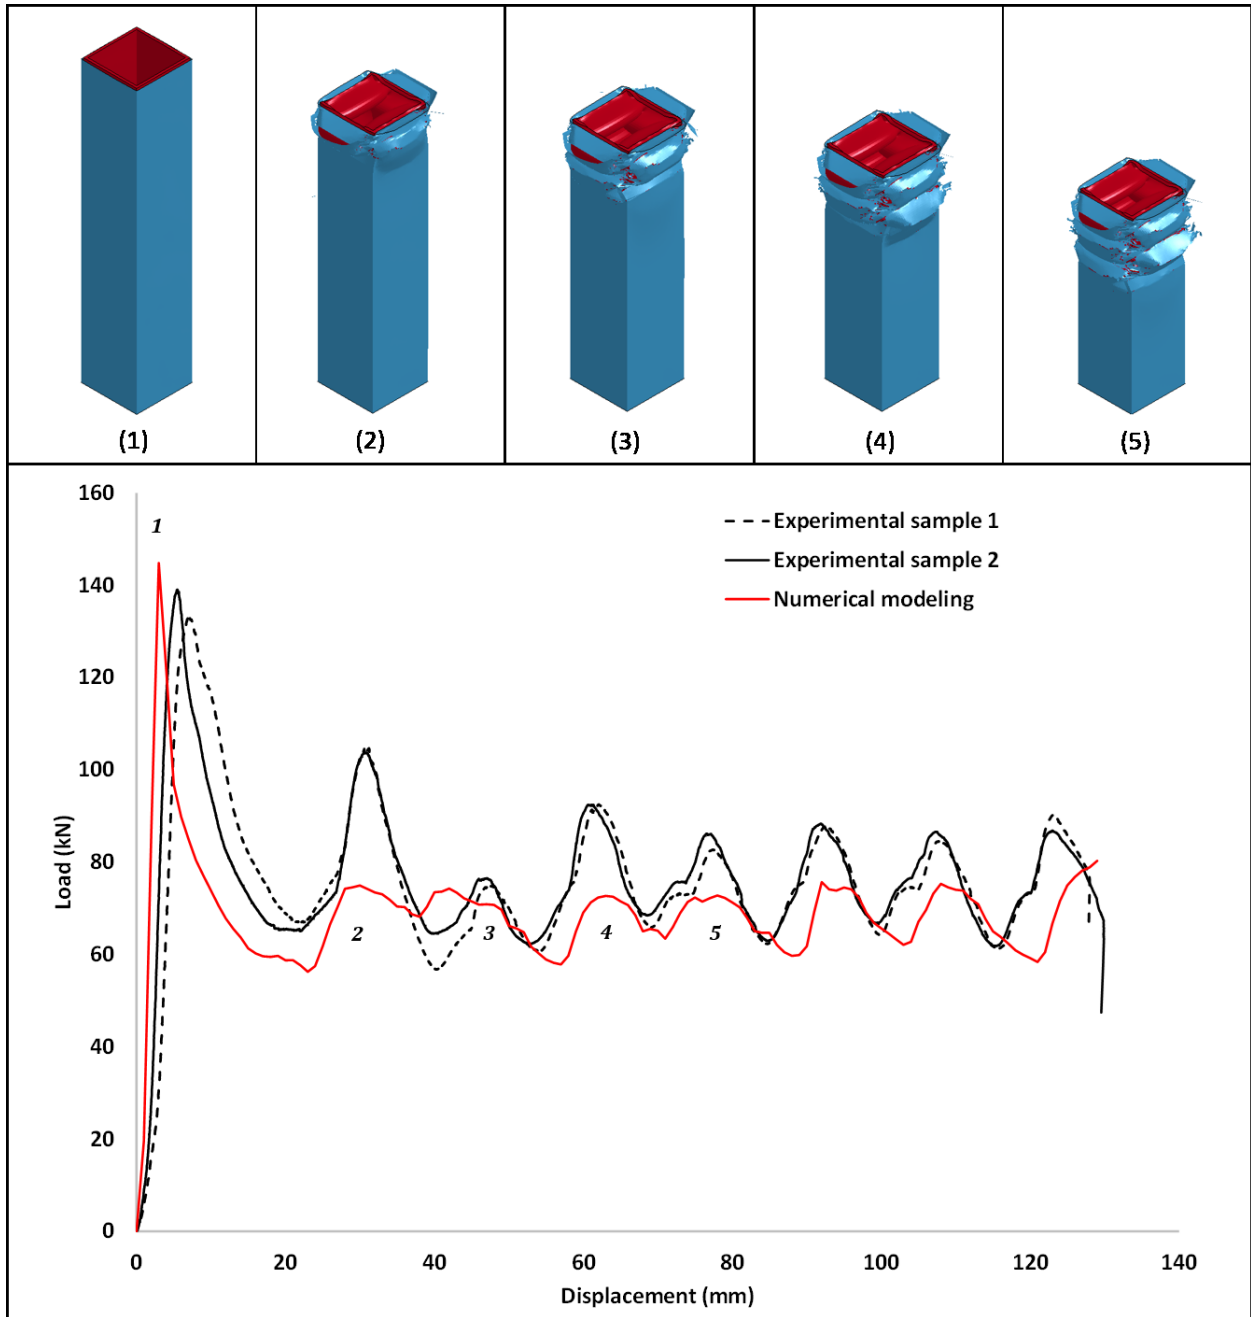 (1) (2) (3) (4) (5)
160
1
Experimental sample 1
Experimental sample 2
140
Numerical modeling
120
100
80
Load (kN)
2 3 4 5
60
40
20
0
0 20 40 60 80 100 120 140
Displacement (mm)